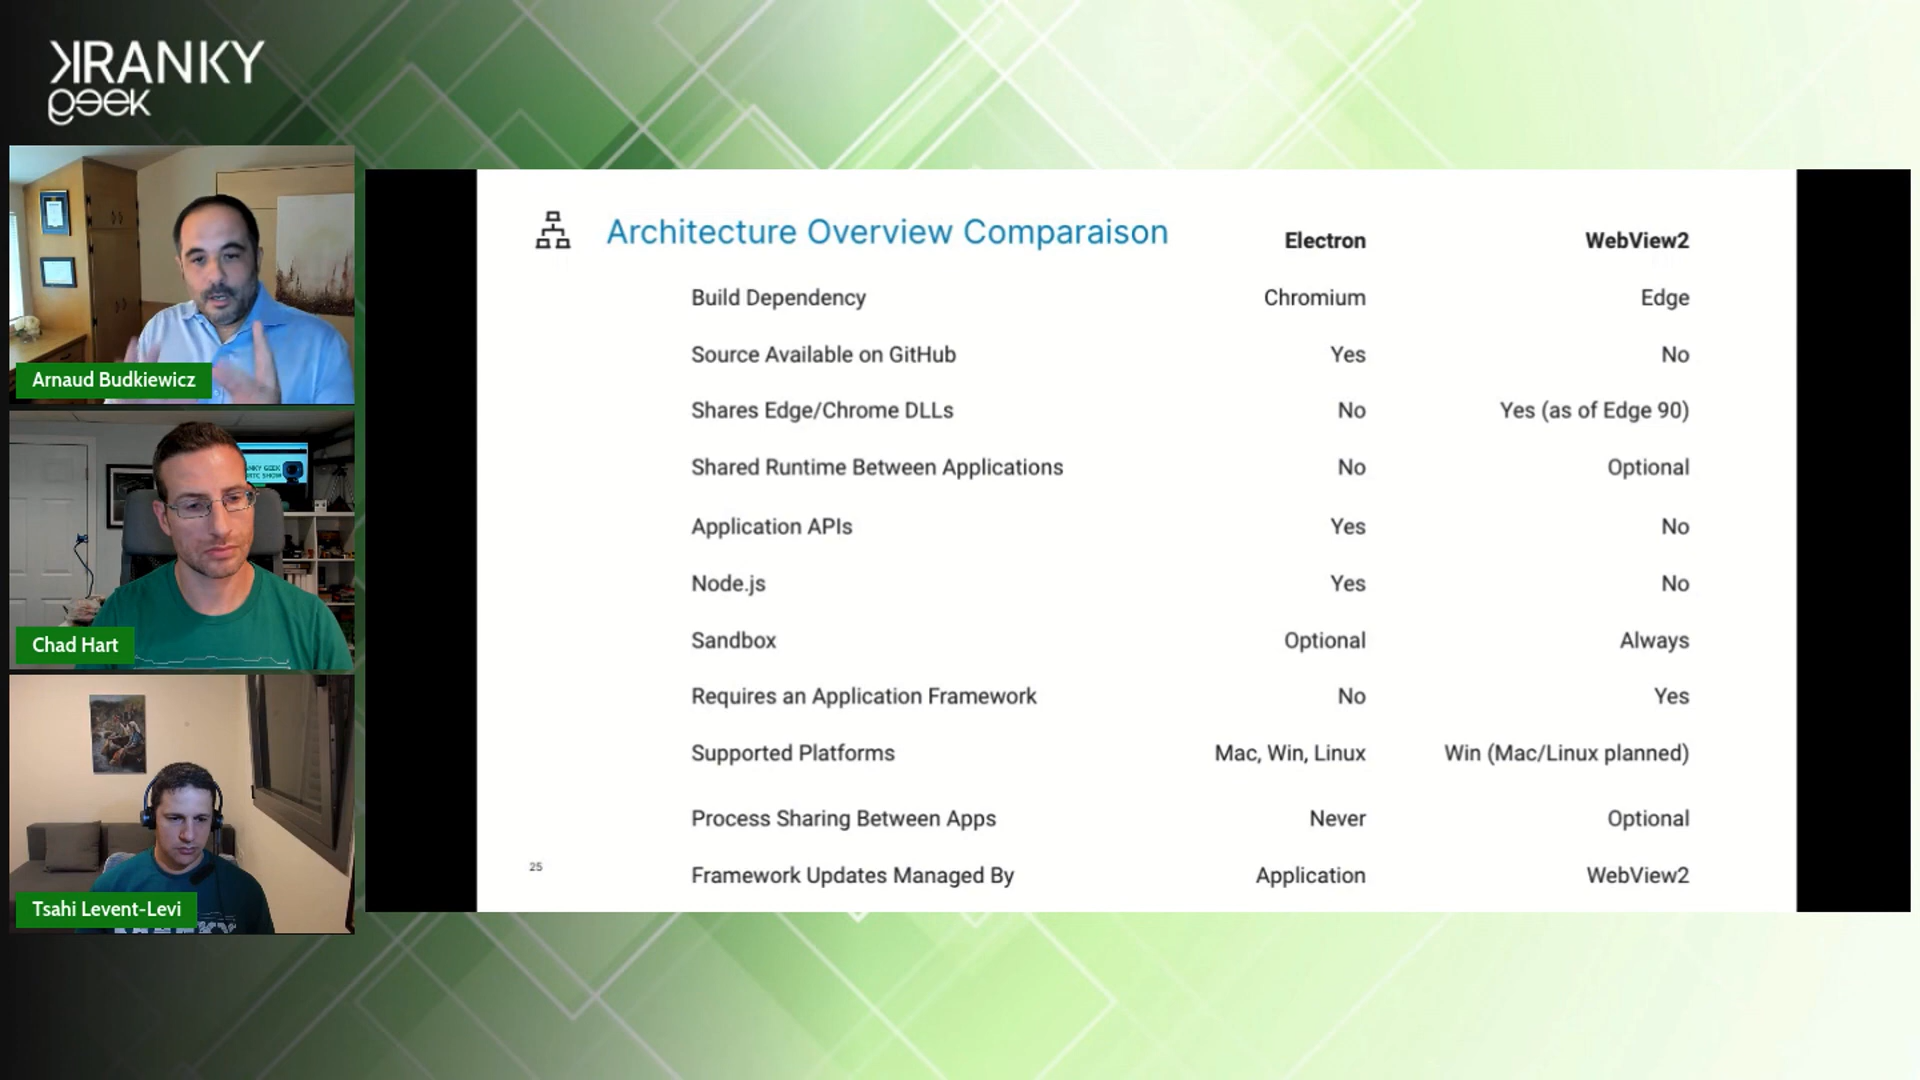 KRANKY
geek
Arnaud Budkiewicz
Chad Hart
Tsahi Levent-Levi
Architecture Overview Comparaison Electron WebView2
Build Dependency Chromium Edge
Source Available on GitHub Yes No
Shares Edge/Chrome DLLs No Yes (as of Edge 90)
Shared Runtime Between Applications No Optional
Application APIs Yes No
Node.js Yes No
Sandbox Optional Always
Requires an Application Framework No Yes
Supported Platforms Mac, Win, Linux Win (Mac/Linux planned)
Process Sharing Between Apps Never Optional
25
Framework Updates Managed By Application WebView2